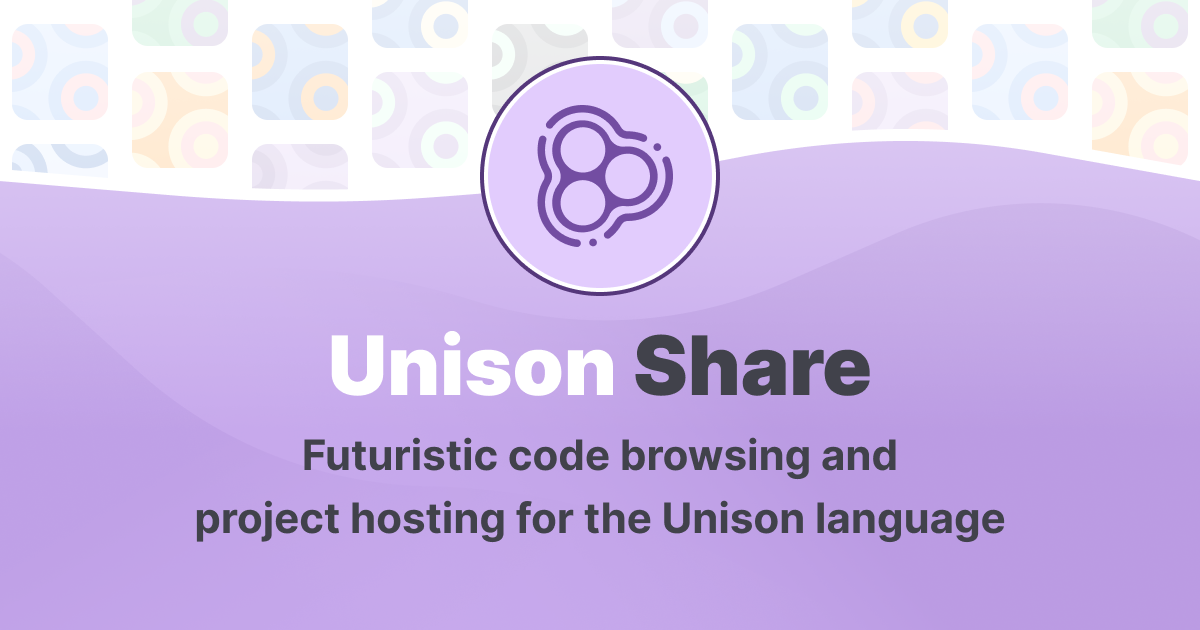 Unison Share
Futuristic code browsing and
project hosting for the Unison language